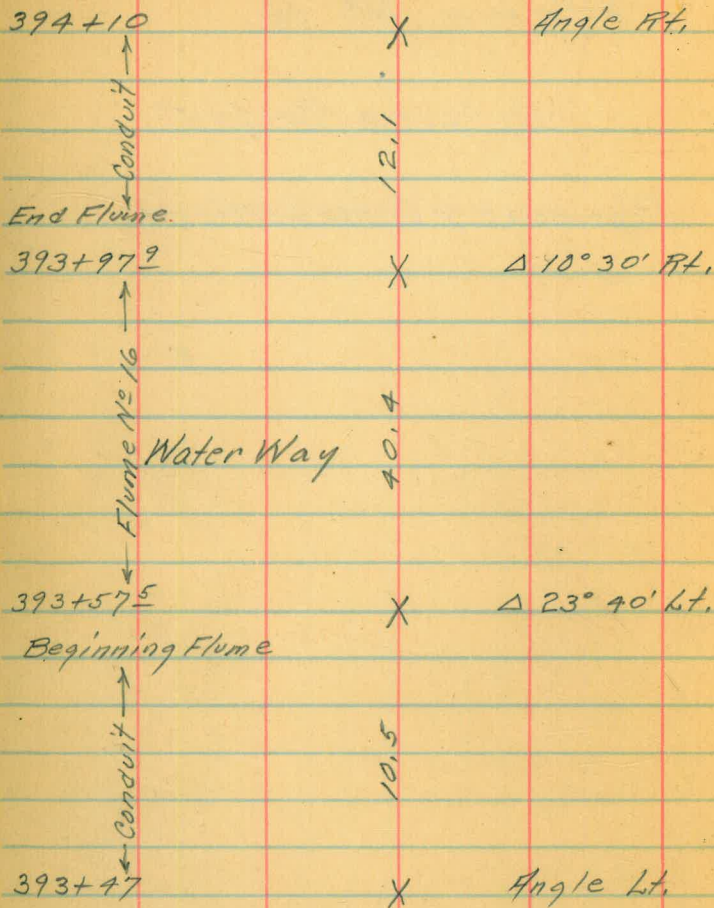 394+10 Angle Rt.
Conduit
12.1
End Flume.
393+97 9 Δ 10° 30' Rt.
Flume No 16
40.4
Water Way
393+57 5 Δ 23° 40' Lt.
Beginning Flume
Conduit
10.5
393+47 Angle Lt.